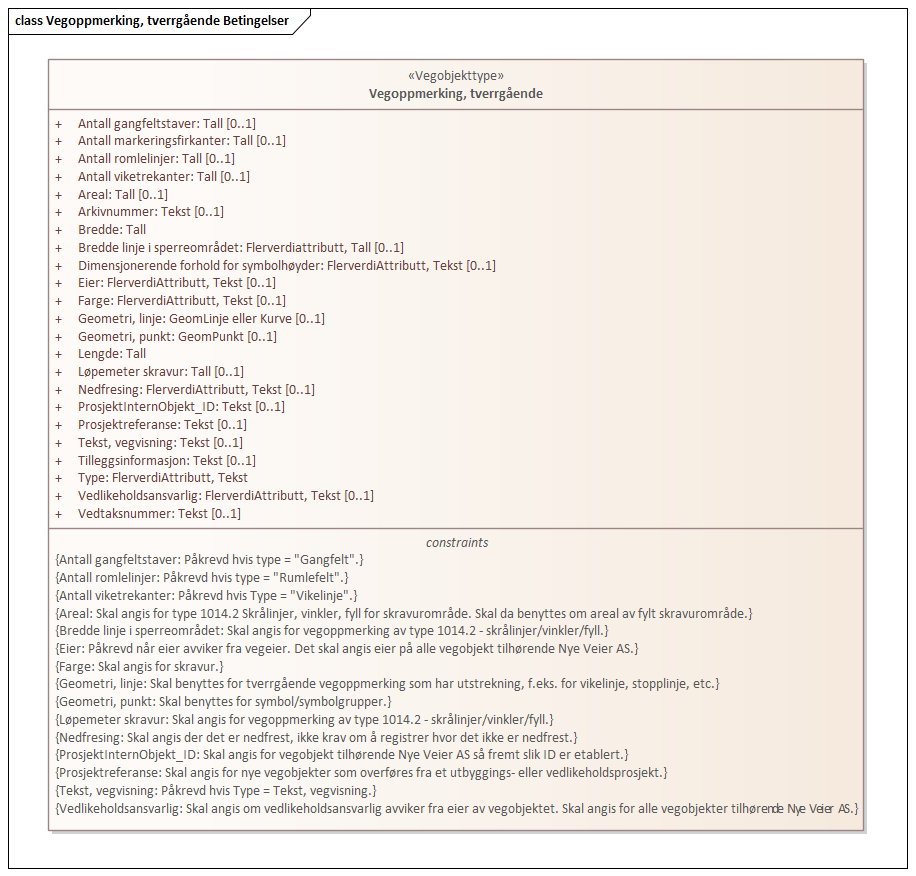 class Vegoppmerking, tverrgående Betingelser
«Vegobjekttype»
Vegoppmerking, tverrgående
+ Antall gangfeltstaver: Tall [0..1]
+ Antall markeringsfirkanter: Tall [0..1]
+ Antall romlelinjer: Tall [0..1]
+ Antall viketrekanter: Tall [0..1]
+ Areal: Tall [0..1]
+ Arkivnummer: Tekst [0..1]
+ Bredde: Tall
+ Bredde linje i sperreområdet: Flerverdiattributt, Tall [0..1]
+ Dimensjonerende forhold for symbolhøyder: FlerverdiAttributt, Tekst [0..1]
+ Eier: FlerverdiAttributt, Tekst [0..1]
+ Farge: FlerverdiAttributt, Tekst [0..1]
+ Geometri, linje: GeomLinje eller Kurve [0..1]
+ Geometri, punkt: GeomPunkt [0..1]
+ Lengde: Tall
+ Løpemeter skravur: Tall [0..1]
+ Nedfresing: FlerverdiAttributt, Tekst [0..1]
+ ProsjektInternObjekt_ID: Tekst [0..1]
+ Prosjektreferanse: Tekst [0..1]
+ Tekst, vegvisning: Tekst [0..1]
+ Tilleggsinformasjon: Tekst [0..1]
+ Type: FlerverdiAttributt, Tekst
+ Vedlikeholdsansvarlig: FlerverdiAttributt, Tekst [0..1]
+ Vedtaksnummer: Tekst [0..1]
constraints
{Antall gangfeltstaver: Påkrevd hvis type = "Gangfelt".}
{Antall romlelinjer: Påkrevd hvis type = "Rumlefelt".}
{Antall viketrekanter: Påkrevd hvis Type = "Vikelinje".}
{Areal: Skal angis for type 1014.2 Skrålinjer, vinkler, fyll for skravurområde. Skal da benyttes om areal av fylt skravurområde.}
{Bredde linje i sperreområdet: Skal angis for vegoppmerking av type 1014.2 - skrålinjer/vinkler/fyll.}
{Eier: Påkrevd når eier avviker fra vegeier. Det skal angis eier på alle vegobjekt tilhørende Nye Veier AS.}
{Farge: Skal angis for skravur.}
{Geometri, linje: Skal benyttes for tverrgående vegoppmerking som har utstrekning, f.eks. for vikelinje, stopplinje, etc.}
{Geometri, punkt: Skal benyttes for symbol/symbolgrupper.}
{Løpemeter skravur: Skal angis for vegoppmerking av type 1014.2 - skrålinjer/vinkler/fyll.}
{Nedfresing: Skal angis der det er nedfrest, ikke krav om å registrer hvor det ikke er nedfrest.}
{ProsjektInternObjekt_ID: Skal angis for vegobjekt tilhørende Nye Veier AS så fremt slik ID er etablert.}
{Prosjektreferanse: Skal angis for nye vegobjekter som overføres fra et utbyggings- eller vedlikeholdsprosjekt.}
{Tekst, vegvisning: Påkrevd hvis Type = Tekst, vegvisning.}
{Vedlikeholdsansvarlig: Skal angis om vedlikeholdsansvarlig avviker fra eier av vegobjektet. Skal angis for alle vegobjekter tilhørende Nye Veier AS.}